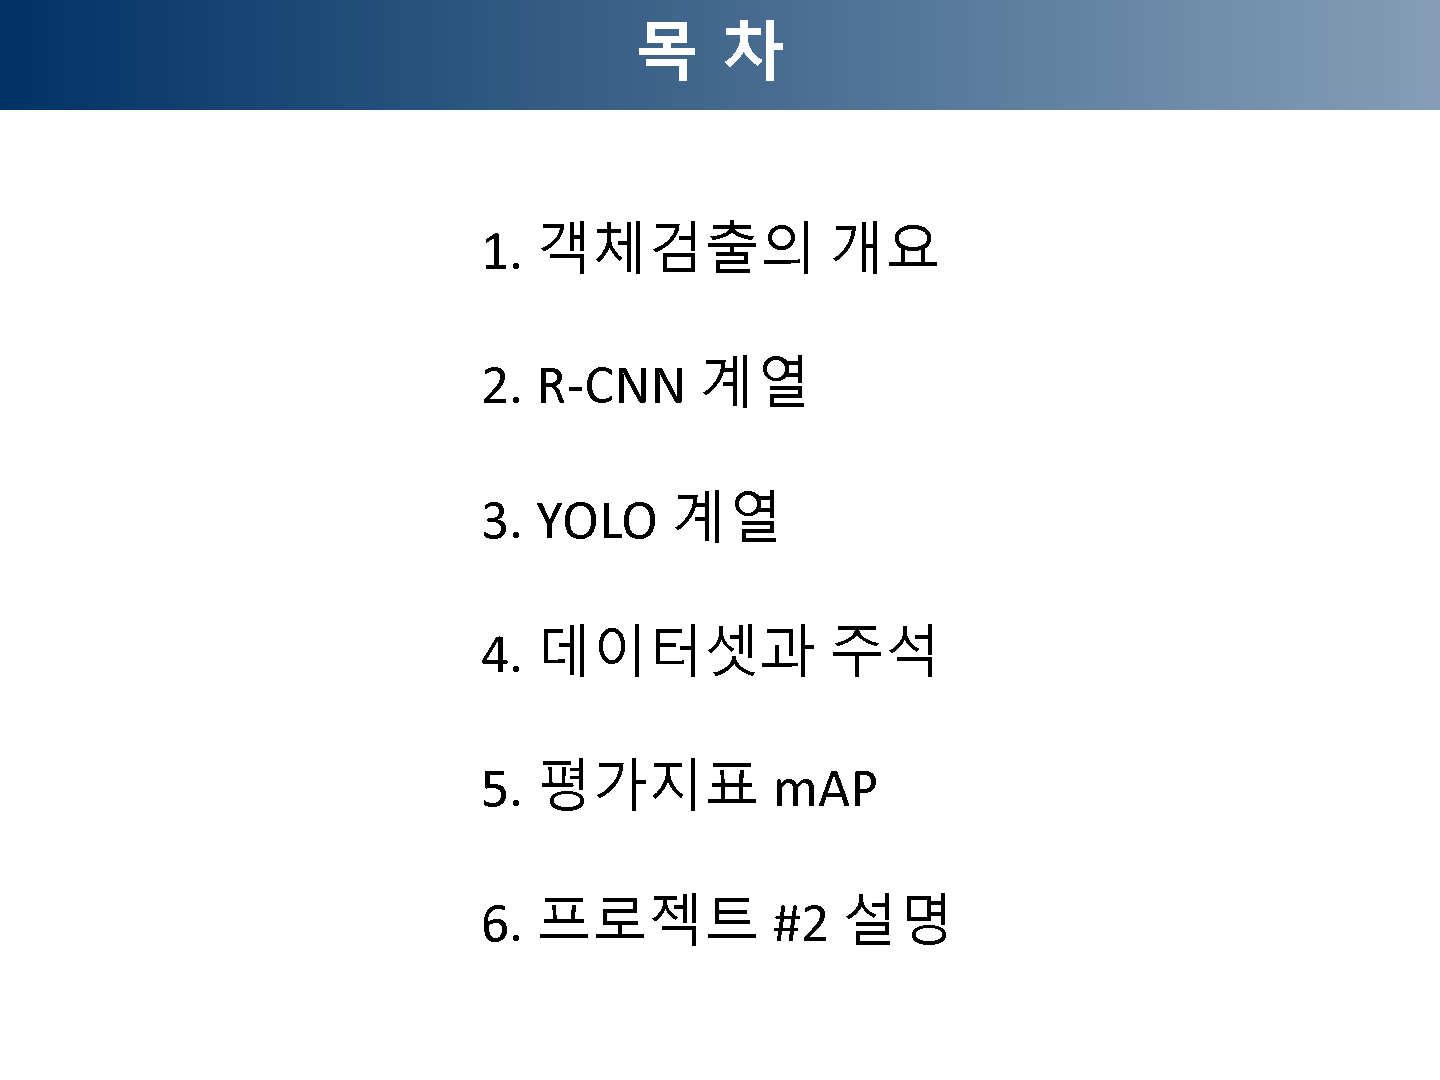 목 차
1. 객체검출의 개요
2. R-CNN 계열
3. YOLO 계열
4. 데이터셋과 주석
5. 평가지표 mAP
6. 프로젝트 #2 설명